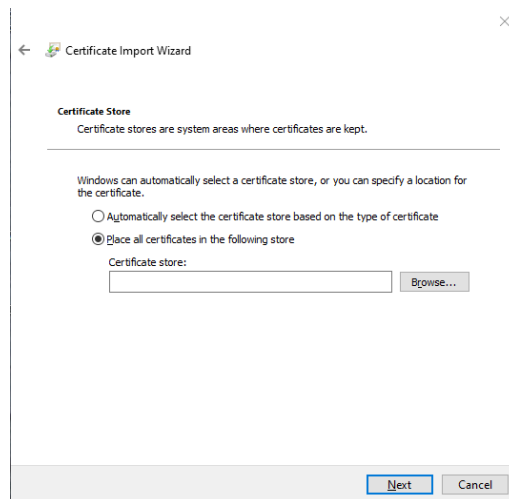 Certificate Import Wizard
Certificate Store
Certificate stores are system areas where certificates are kept.
Windows can automatically select a certificate store, or you can specify a location for
the certificate.
Automatically select the certificate store based on the type of certificate
Place all certificates in the following store
Certificate store:
Browse...
Next Cancel